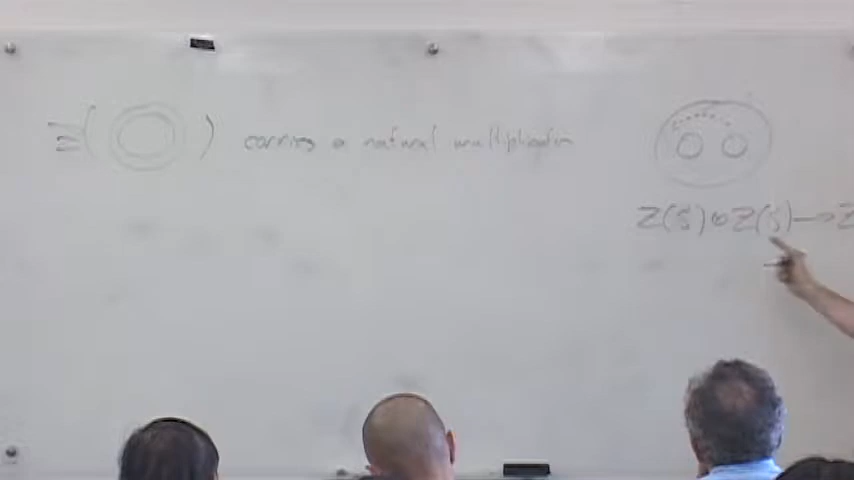 Z( ) carries a natural multiplication
Z(S)⊗Z(S)→Z